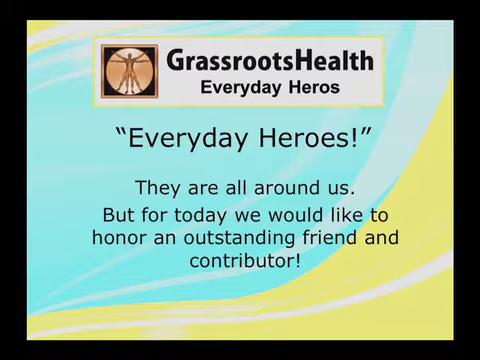 GrassrootsHealth
Everyday Heros
“Everyday Heroes!”
They are all around us.
But for today we would like to
honor an outstanding friend and
contributor!